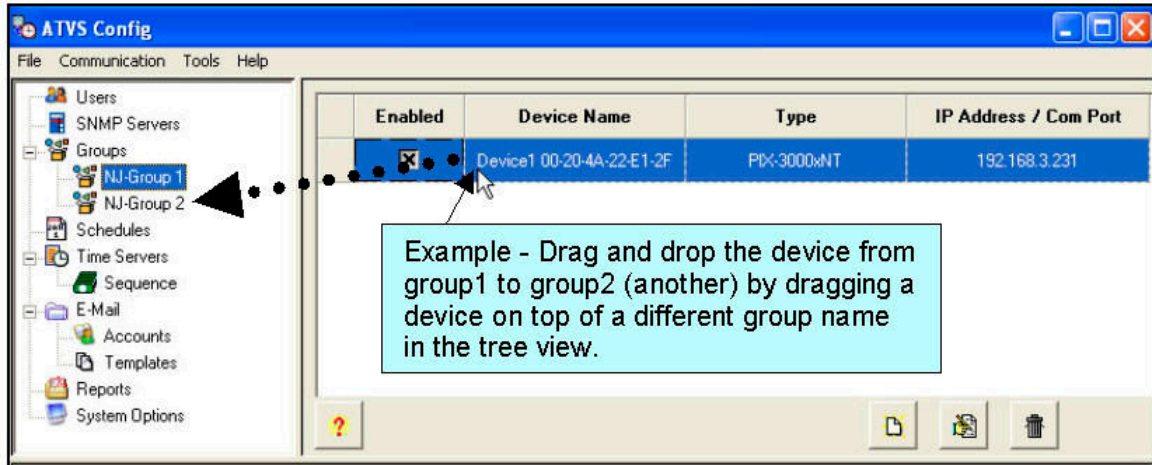 ATVS Config
File Communication Tools Help
Users
SNMP Servers
Groups
NJ-Group 1
NJ-Group 2
Schedules
Time Servers
Sequence
E-Mail
Accounts
Templates
Reports
System Options
Enabled Device Name Type IP Address / Com Port
Device1 00-20-4A-22-E1-2F PIX-3000xNT 192.168.3.231
Example - Drag and drop the device from
group1 to group2 (another) by dragging a
device on top of a different group name
in the tree view.
?